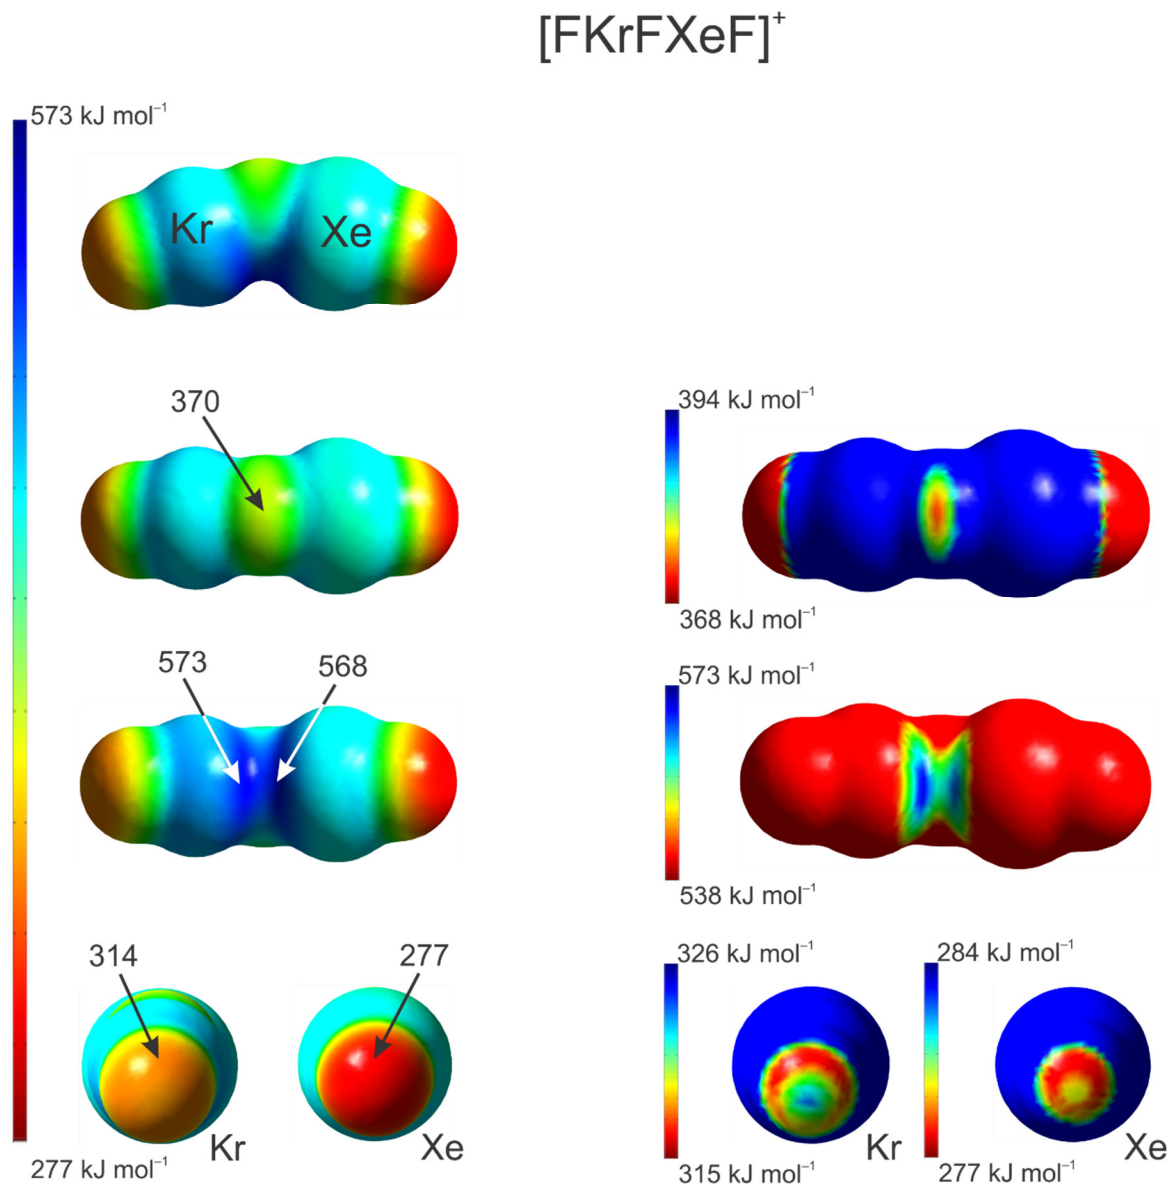 [FKrFXeF]⁺
573 kJ mol⁻¹
Kr
Xe
370
394 kJ mol⁻¹
368 kJ mol⁻¹
573
568
573 kJ mol⁻¹
538 kJ mol⁻¹
314
277
326 kJ mol⁻¹
284 kJ mol⁻¹
Kr
Xe
Kr
Xe
277 kJ mol⁻¹
315 kJ mol⁻¹
277 kJ mol⁻¹